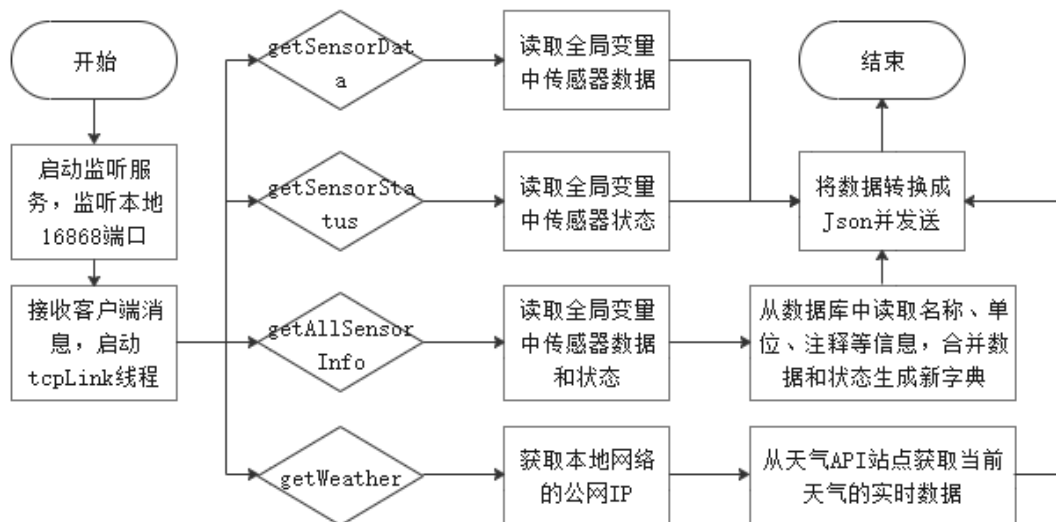 开始
启动监听服
务，监听本地
16868端口
接收客户端消
息，启动
tcpLink线程
getSensorDat
a
读取全局变量
中传感器数据
getSensorSta
tus
读取全局变量
中传感器状态
getAllSensor
Info
读取全局变量
中传感器数据
和状态
从数据库中读取名称、单
位、注释等信息，合并数
据和状态生成新字典
getWeather
获取本地网络
的公网IP
从天气API站点获取当前
天气的实时数据
将数据转换成
Json并发送
结束